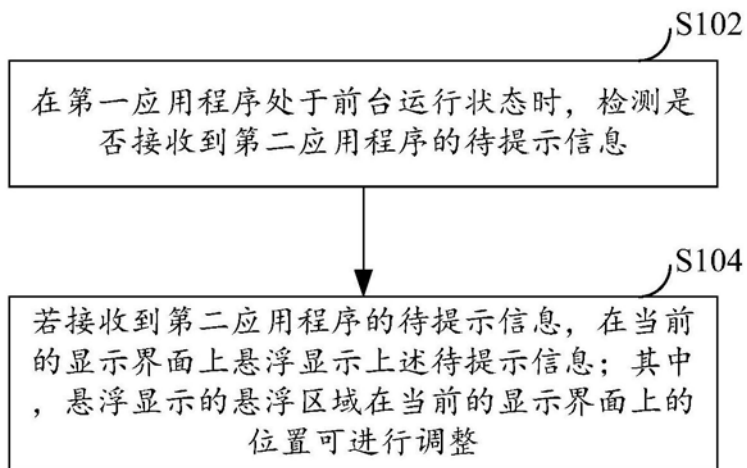 S102
在第一应用程序处于前台运行状态时，检测是
否接收到第二应用程序的待提示信息
S104
若接收到第二应用程序的待提示信息，在当前
的显示界面上悬浮显示上述待提示信息；其中
，悬浮显示的悬浮区域在当前的显示界面上的
位置可进行调整